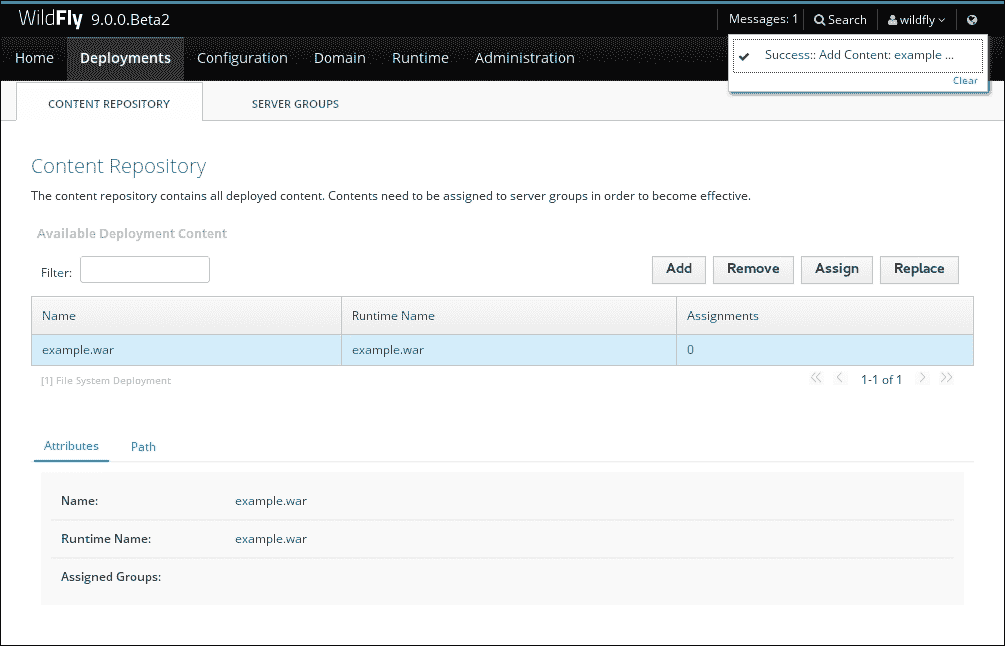 WildFly 9.0.0.Beta2 Messages: 1 Search wildfly
Home Deployments Configuration Domain Runtime Administration
Success:: Add Content: example ...
Clear
CONTENT REPOSITORY SERVER GROUPS
Content Repository
The content repository contains all deployed content. Contents need to be assigned to server groups in order to become effective.
Available Deployment Content
Filter: Add Remove Assign Replace
Name Runtime Name Assignments
example.war example.war 0
[1] File System Deployment 1-1 of 1
Attributes Path
Name: example.war
Runtime Name: example.war
Assigned Groups: